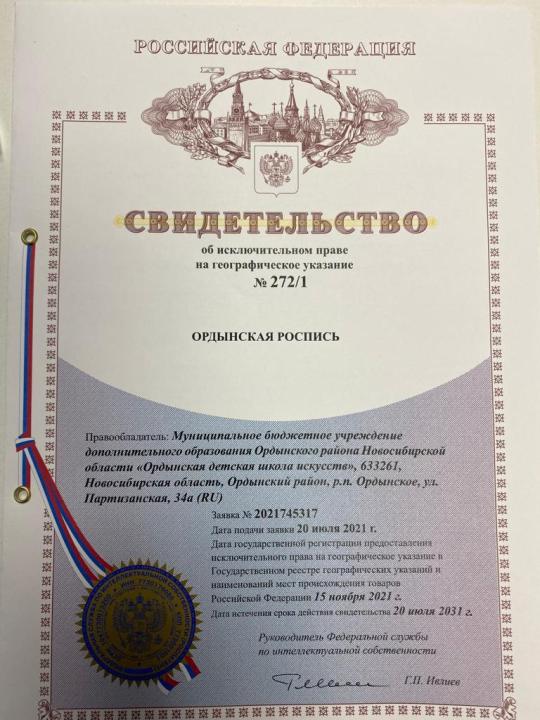 РОССИЙСКАЯ ФЕДЕРАЦИЯ
СВИДЕТЕЛЬСТВО
об исключительном праве
на географическое указание
№ 272/1
ОРДЫНСКАЯ РОСПИСЬ
Правообладатель: Муниципальное бюджетное учреждение
дополнительного образования Ордынского района Новосибирской
области «Ордынская детская школа искусств», 633261,
Новосибирская область, Ордынский район, р.п. Ордынское, ул.
Партизанская, 34а (RU)
Заявка № 2021745317
Дата подачи заявки 20 июля 2021 г.
Дата государственной регистрации предоставления
исключительного права на географическое указание в
Государственном реестре географических указаний и
наименований мест происхождения товаров
Российской Федерации 15 ноября 2021 г.
Дата истечения срока действия свидетельства 20 июля 2031 г.
Руководитель Федеральной службы
по интеллектуальной собственности
Г.П. Ивлиев